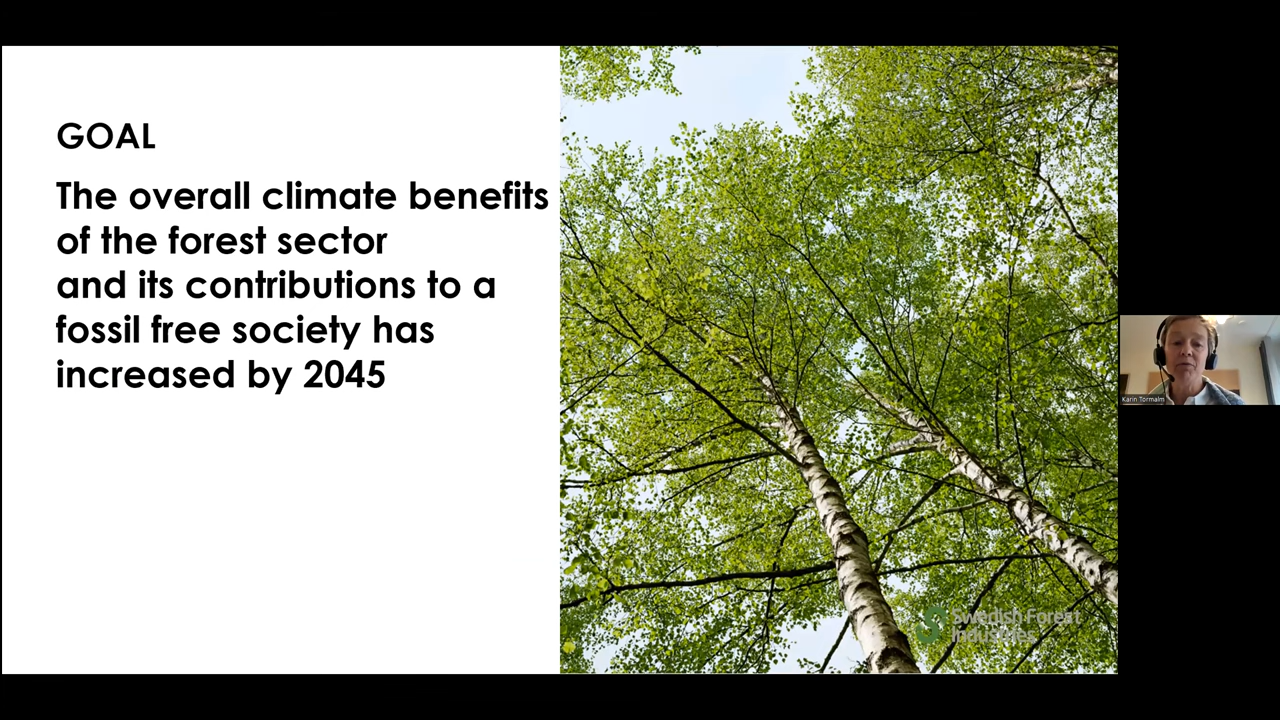 GOAL
The overall climate benefits
of the forest sector
and its contributions to a
fossil free society has
increased by 2045
Swedish Forest
Industries
Karin Tormalm